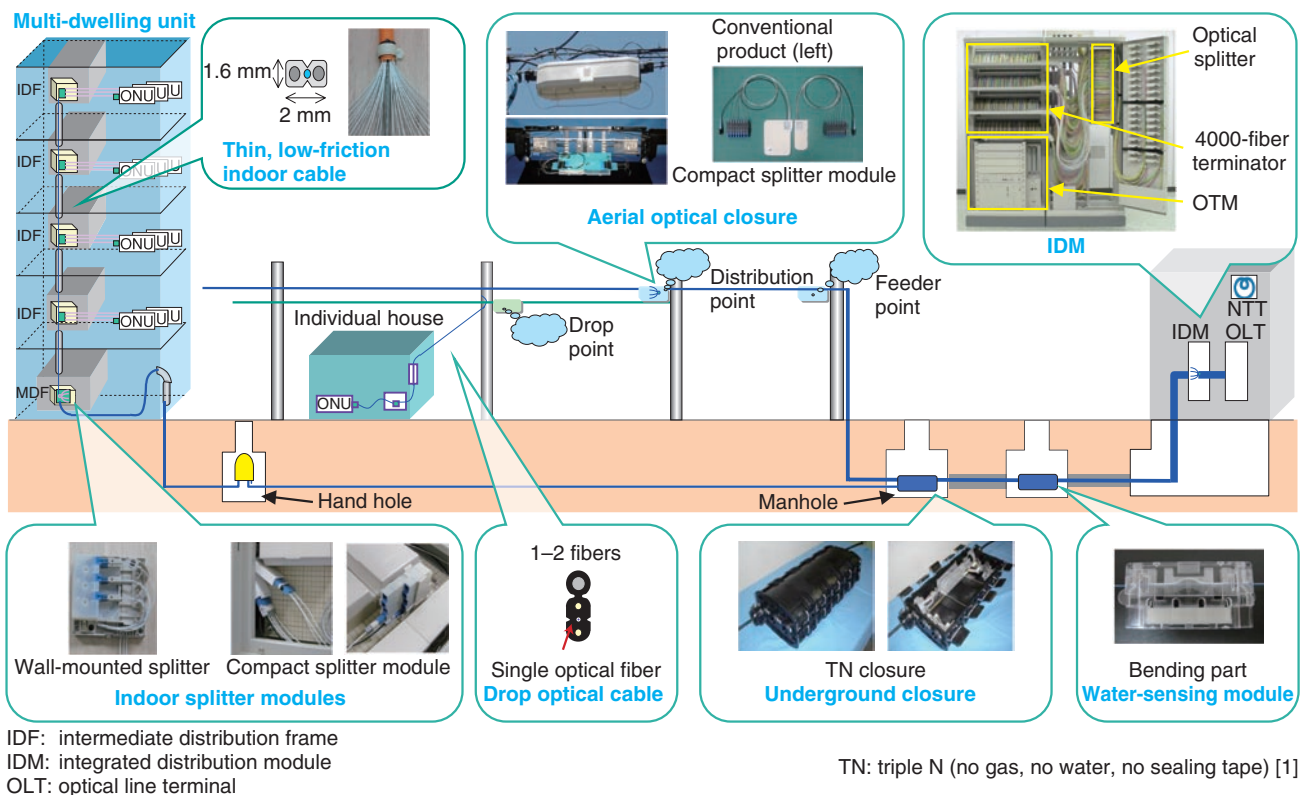 Multi-dwelling unit
IDF
ONU U U U
IDF
ONU U U U
IDF
ONU U U U
IDF
ONU U U U
MDF
1.6 mm
2 mm
Thin, low-friction
indoor cable
Conventional
product (left)
Compact splitter module
Aerial optical closure
Optical
splitter
4000-fiber
terminator
OTM
IDM
Individual house
ONU
Drop
point
Distribution
point
Feeder
point
NTT
IDM OLT
Hand hole
Manhole
Wall-mounted splitter
Compact splitter module
Indoor splitter modules
1–2 fibers
Single optical fiber
Drop optical cable
TN closure
Underground closure
Bending part
Water-sensing module
IDF: intermediate distribution frame
IDM: integrated distribution module
OLT: optical line terminal
TN: triple N (no gas, no water, no sealing tape) [1]